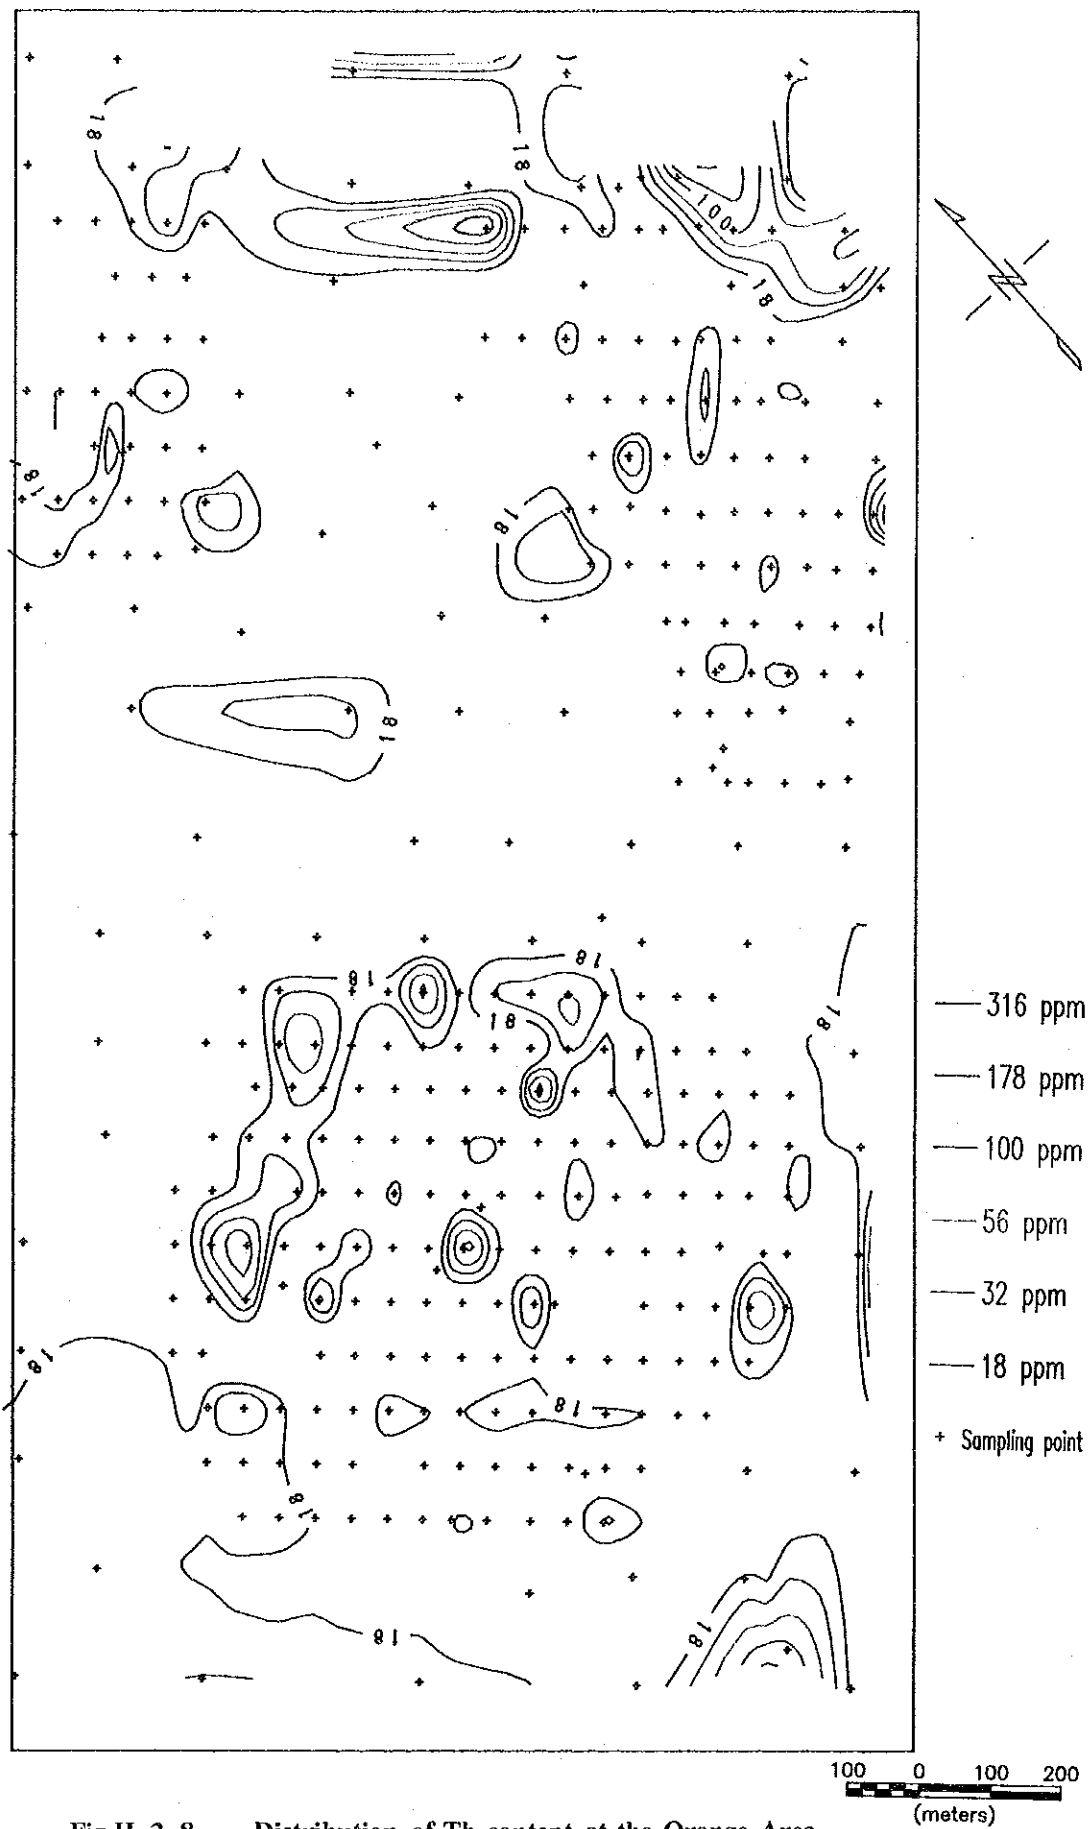 18
18
100
18
18
18
18
18
18
18
18
18
18
18
18
18
18
316 ppm
178 ppm
100 ppm
56 ppm
32 ppm
18 ppm
+ Sampling point
100 0 100 200
(meters)
Fig.II-2-8 Distribution of Th content at the Orange Area